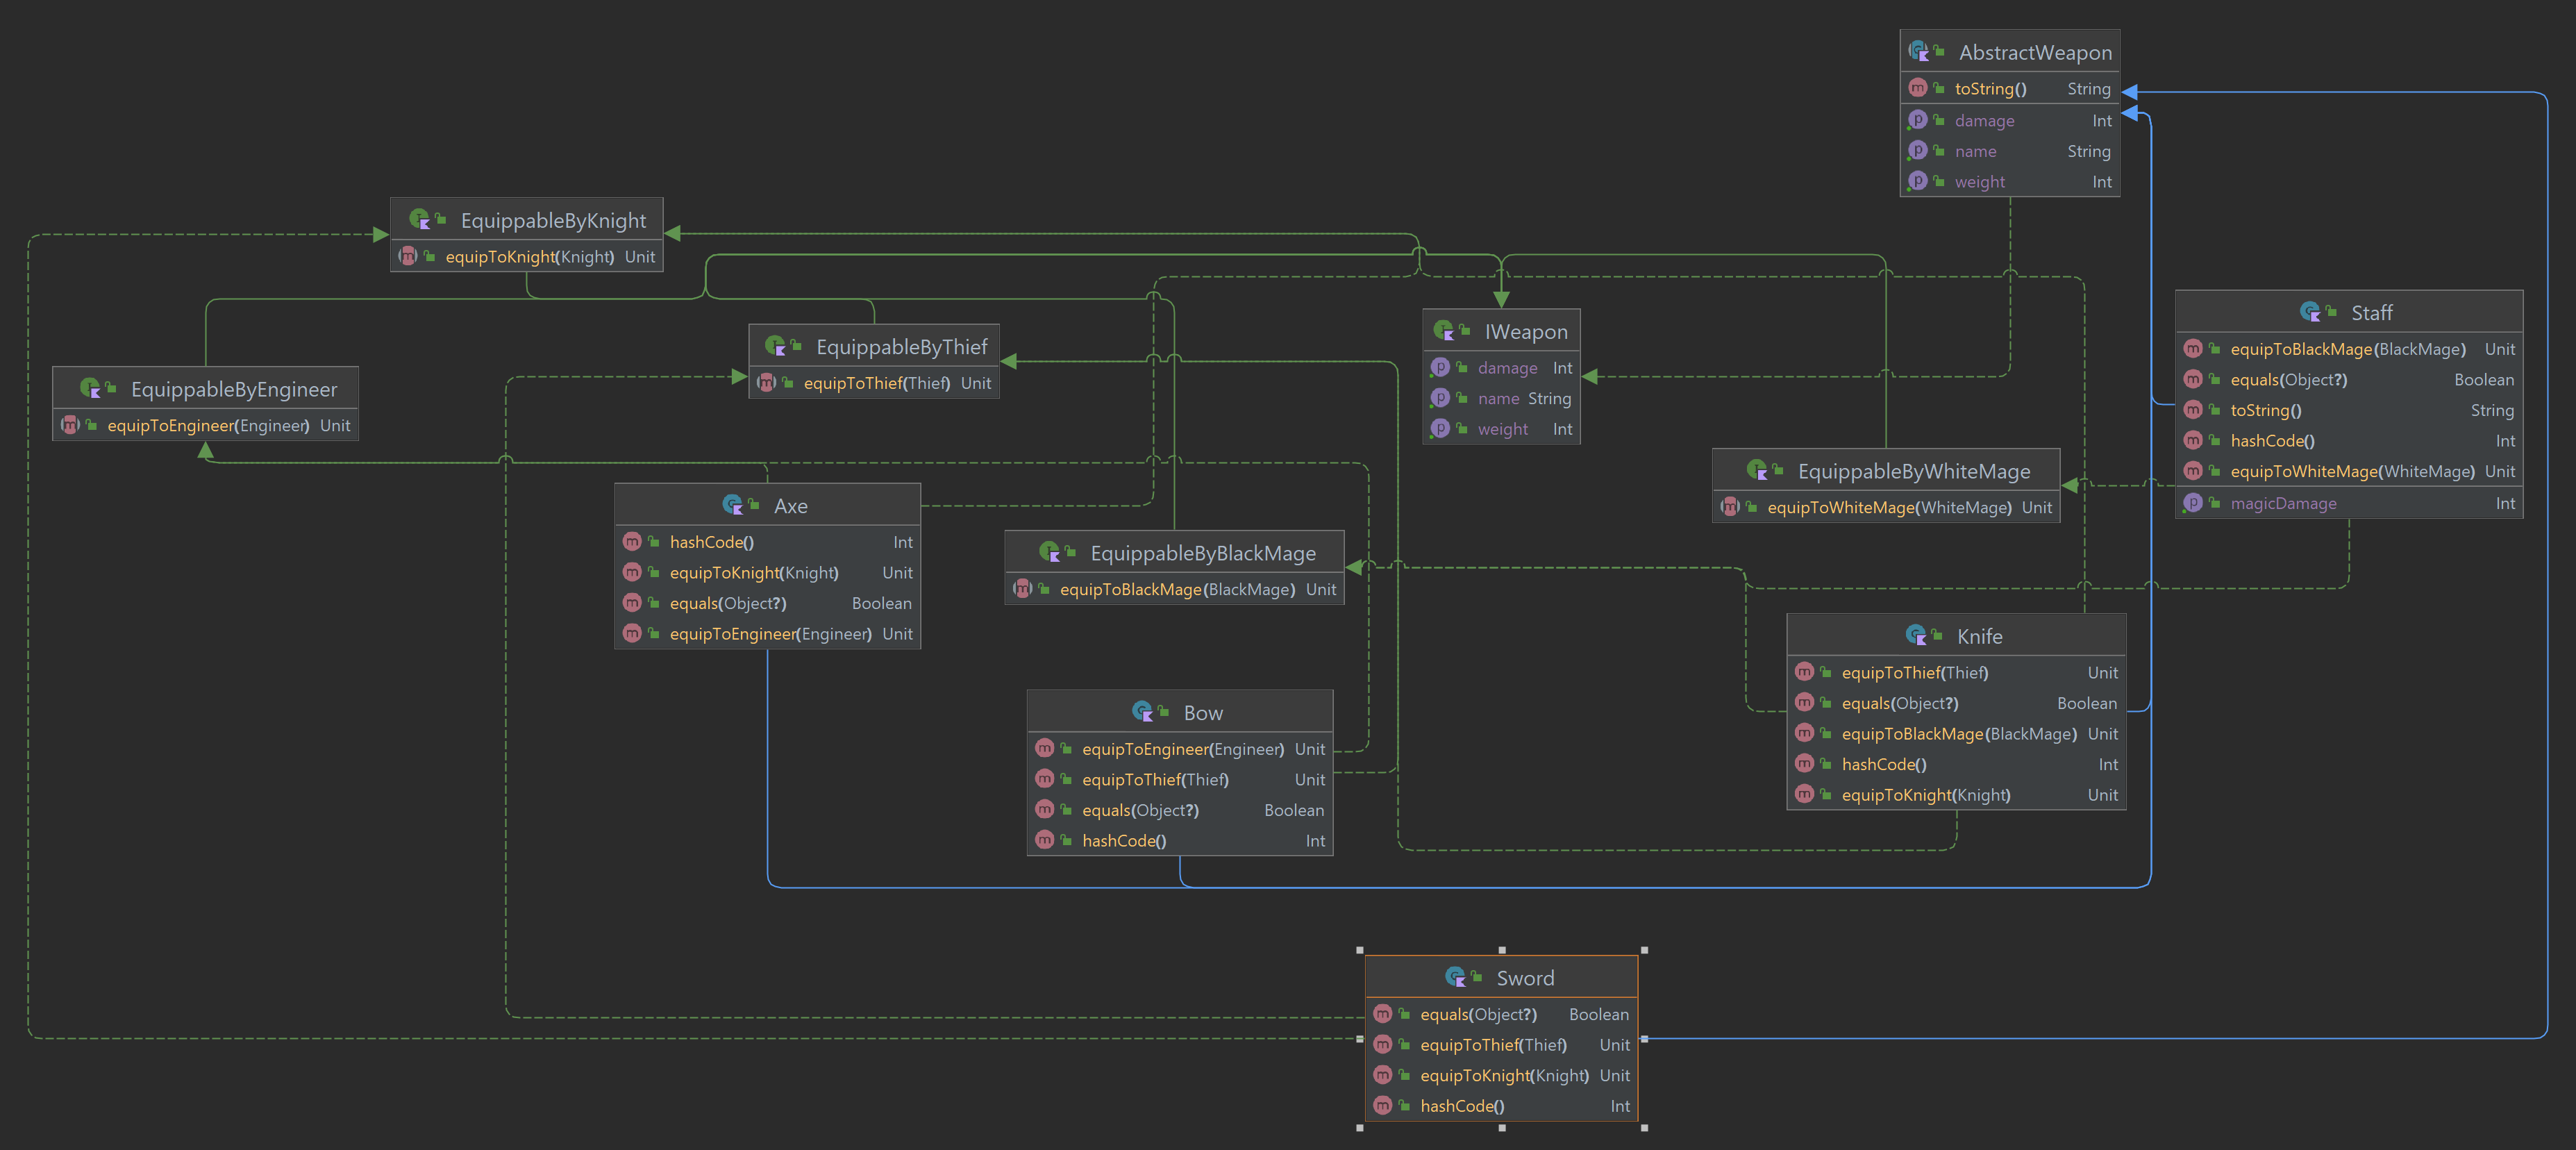 AbstractWeapon
toString() String
damage Int
name String
weight Int
EquippableByKnight
equipToKnight(Knight) Unit
EquippableByThief
equipToThief(Thief) Unit
EquippableByEngineer
equipToEngineer(Engineer) Unit
IWeapon
damage Int
name String
weight Int
Staff
equipToBlackMage(BlackMage) Unit
equals(Object?) Boolean
toString() String
hashCode() Int
equipToWhiteMage(WhiteMage) Unit
magicDamage Int
EquippableByWhiteMage
equipToWhiteMage(WhiteMage) Unit
Axe
hashCode() Int
equipToKnight(Knight) Unit
equals(Object?) Boolean
equipToEngineer(Engineer) Unit
EquippableByBlackMage
equipToBlackMage(BlackMage) Unit
Knife
equipToThief(Thief) Unit
equals(Object?) Boolean
equipToBlackMage(BlackMage) Unit
hashCode() Int
equipToKnight(Knight) Unit
Bow
equipToEngineer(Engineer) Unit
equipToThief(Thief) Unit
equals(Object?) Boolean
hashCode() Int
Sword
equals(Object?) Boolean
equipToThief(Thief) Unit
equipToKnight(Knight) Unit
hashCode() Int